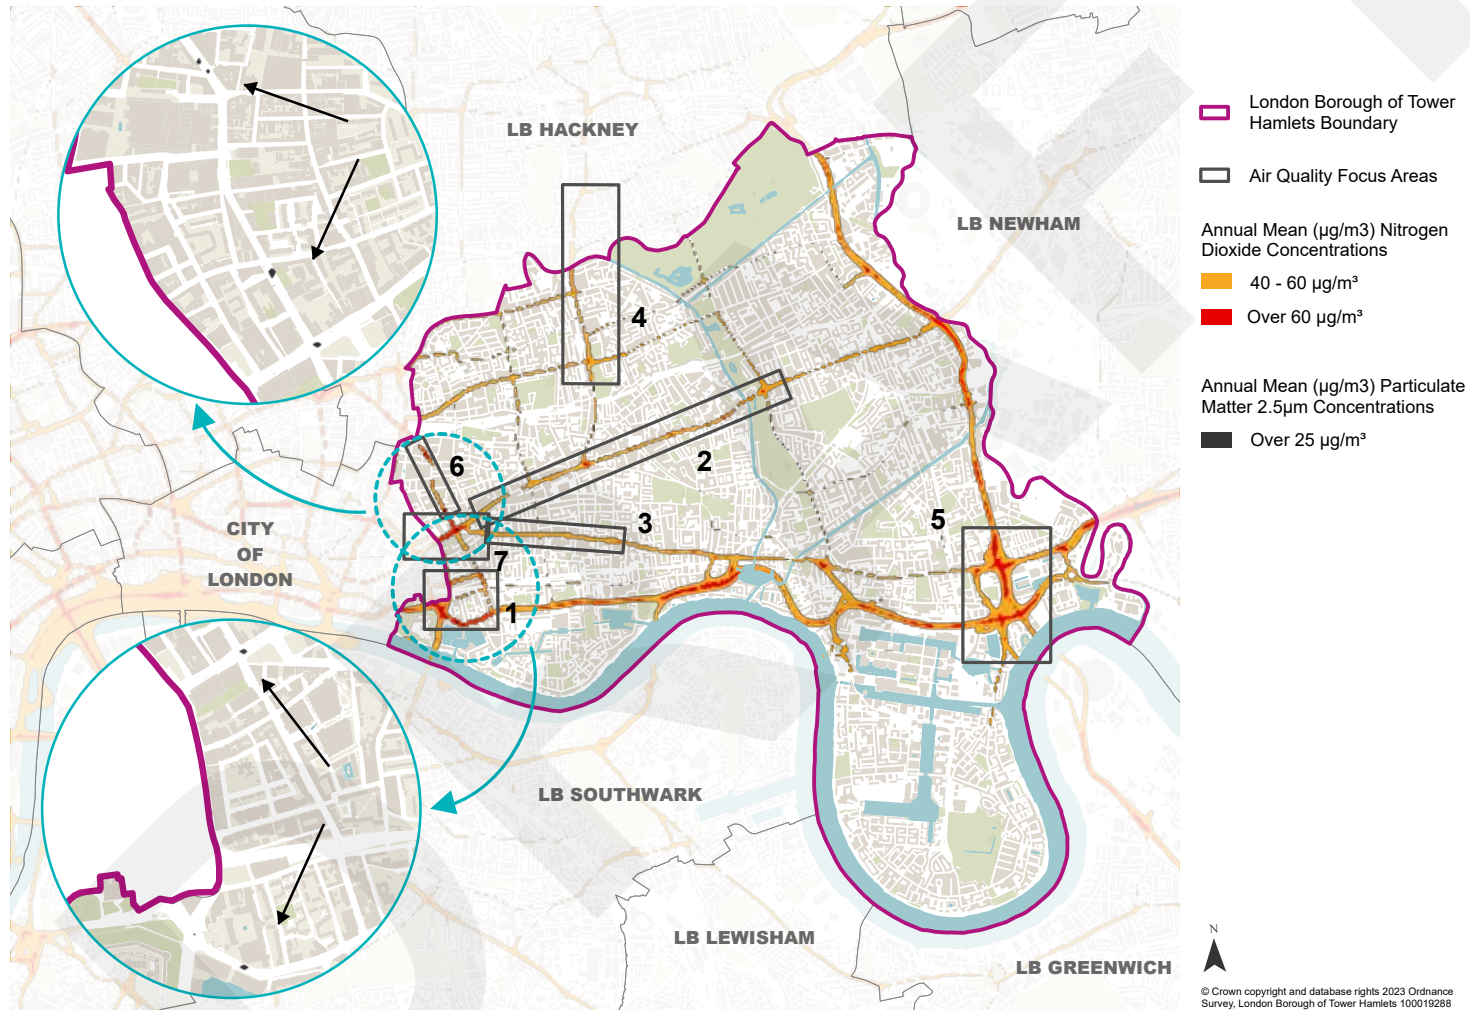 LB HACKNEY
LB NEWHAM
4
2
6
3
5
CITY
OF
LONDON
7
1
LB SOUTHWARK
LB LEWISHAM
LB GREENWICH
London Borough of Tower
Hamlets Boundary
Air Quality Focus Areas
Annual Mean (µg/m3) Nitrogen
Dioxide Concentrations
40 - 60 µg/m³
Over 60 µg/m³
Annual Mean (µg/m3) Particulate
Matter 2.5µm Concentrations
Over 25 µg/m³
N
© Crown copyright and database rights 2023 Ordnance
Survey, London Borough of Tower Hamlets 100019288